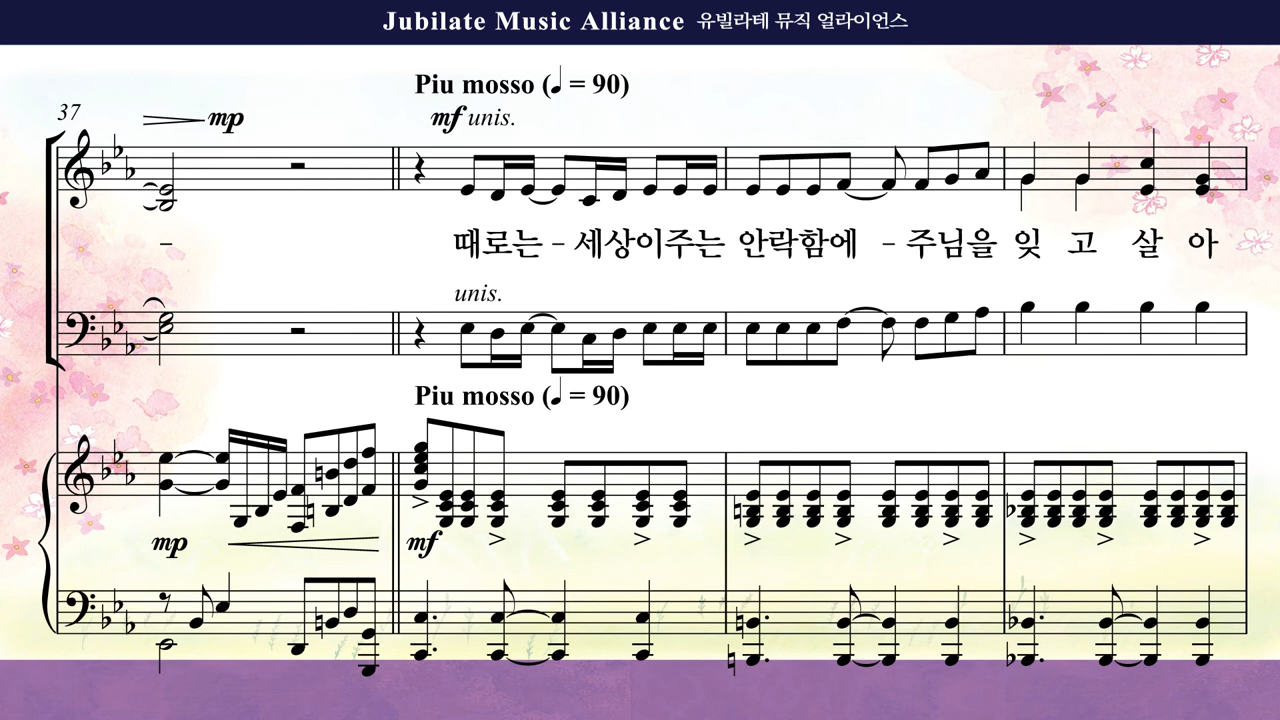 Jubilate Music Alliance 유빌라테 뮤직 얼라이언스
Piu mosso (♩ = 90)
37
mp
mf unis.
- 때로는 - 세상이주는 안락함에 - 주님을 잊 고 살 아
unis.
Piu mosso (♩ = 90)
mp
mf